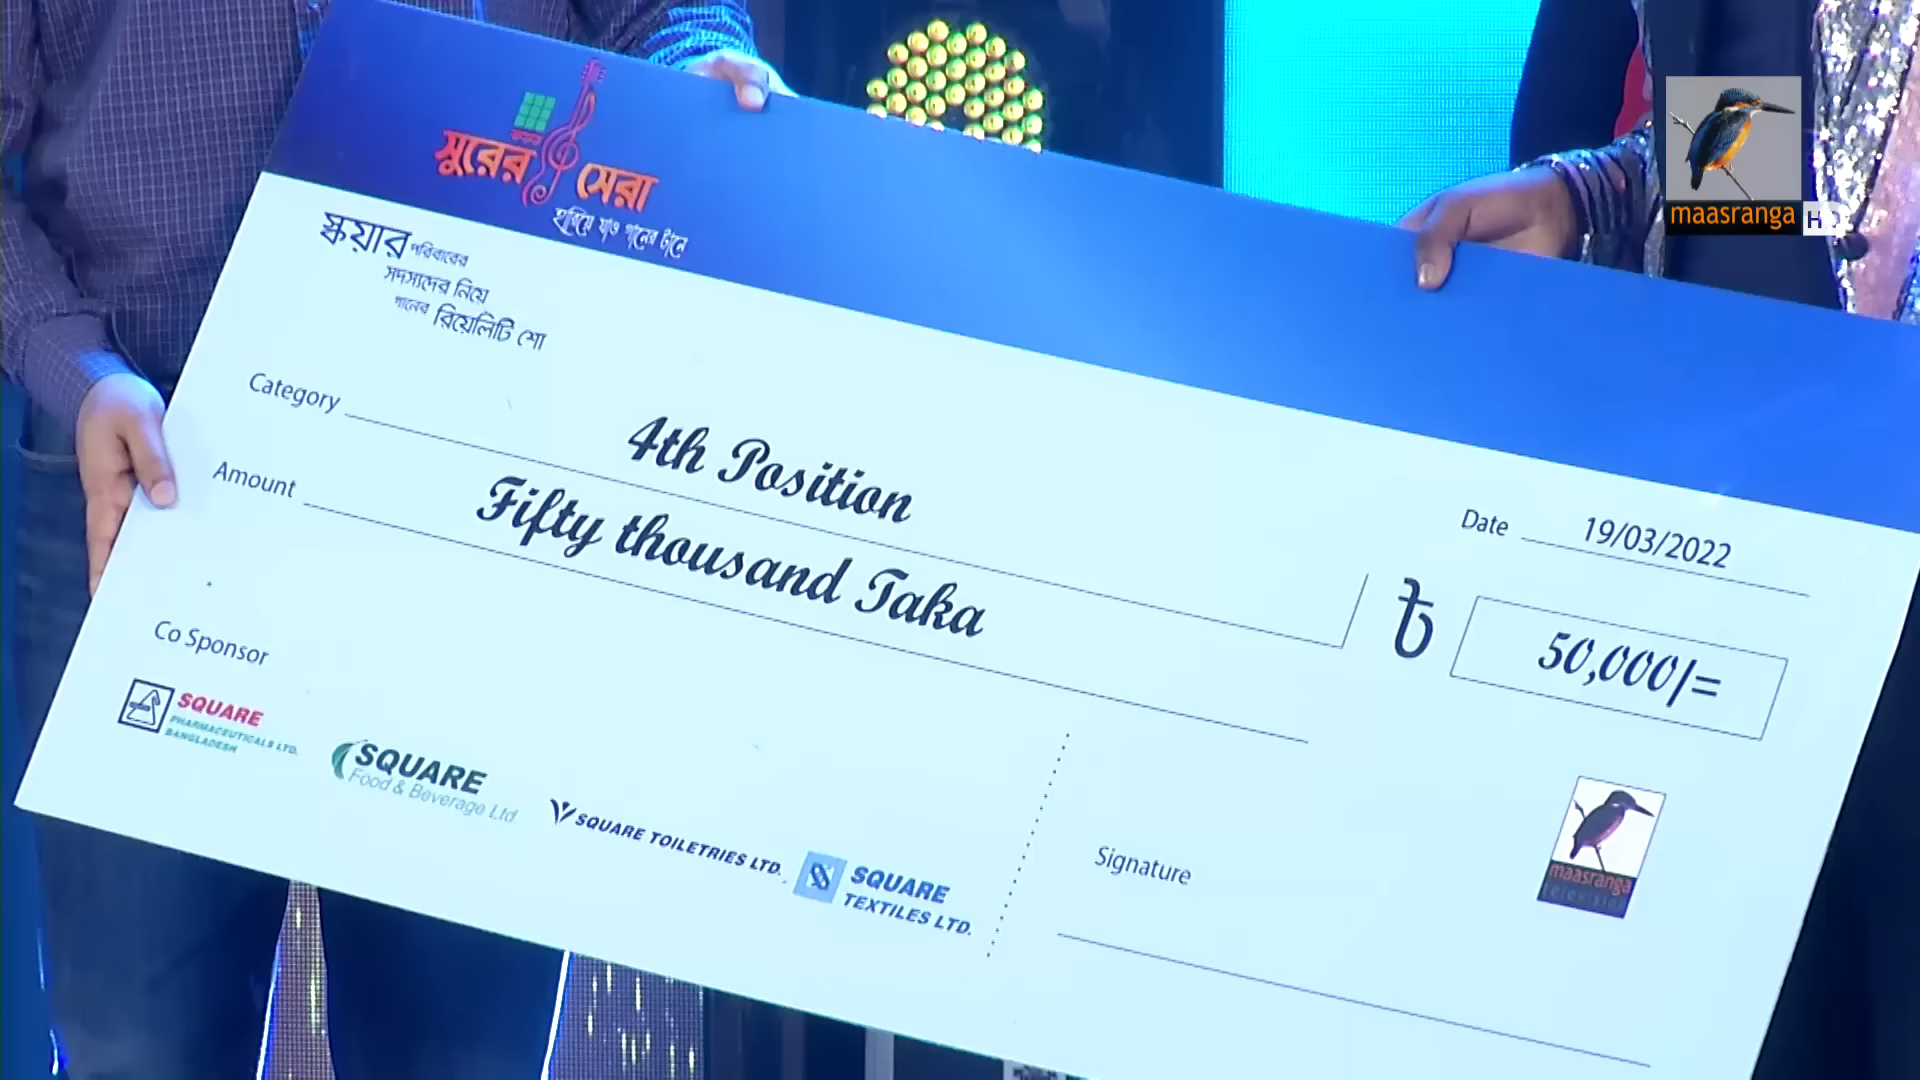 সুরের সেরা
হারিয়ে যাও গানের টানে
স্কয়ার পরিবারের
সদস্যদের নিয়ে
গানের রিয়েলিটি শো
Category 4th Position
Amount Fifty thousand Taka
Date 19/03/2022
৳ 50,000/=
Co Sponsor
SQUARE
PHARMACEUTICALS LTD.
BANGLADESH
SQUARE
Food & Beverage Ltd.
SQUARE TOILETRIES LTD.
SQUARE
TEXTILES LTD.
Signature
maasranga
television
maasranga HD